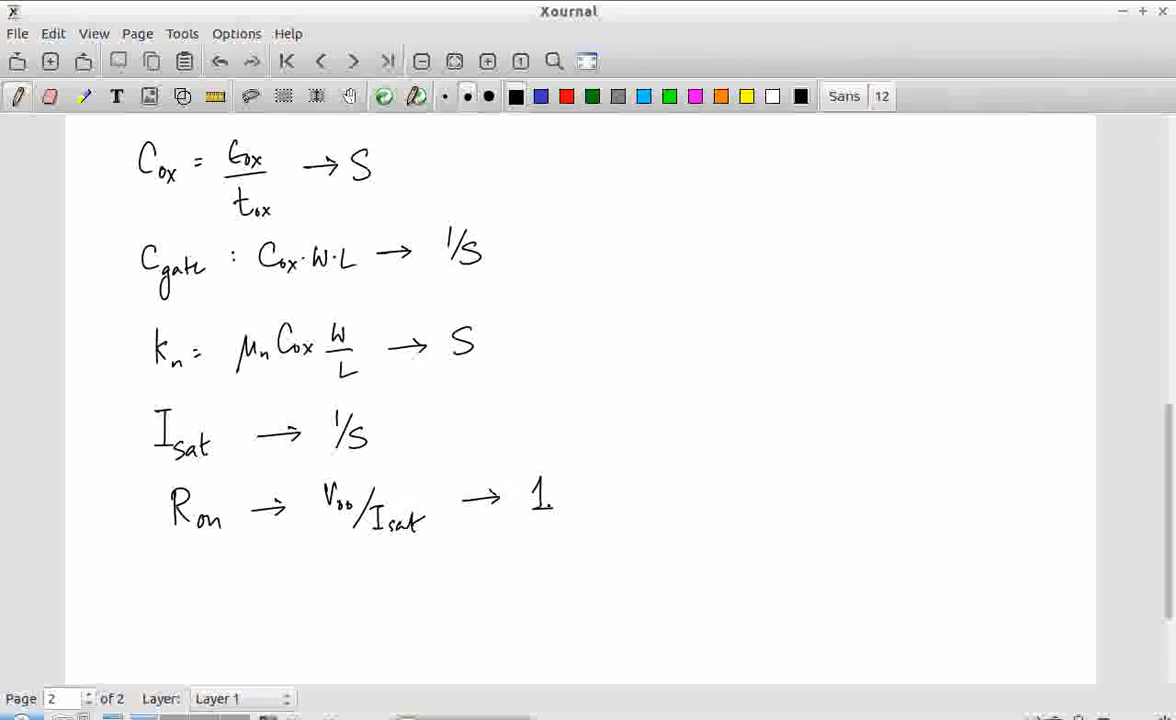 Xournal
File Edit View Page Tools Options Help
Sans 12
Cox = εox / tox → S
Cgate : Cox·W·L → 1/S
kn = μn Cox W/L → S
Isat → 1/S
Ron → VDD/Isat → 1.
Page 2 of 2 Layer: Layer 1